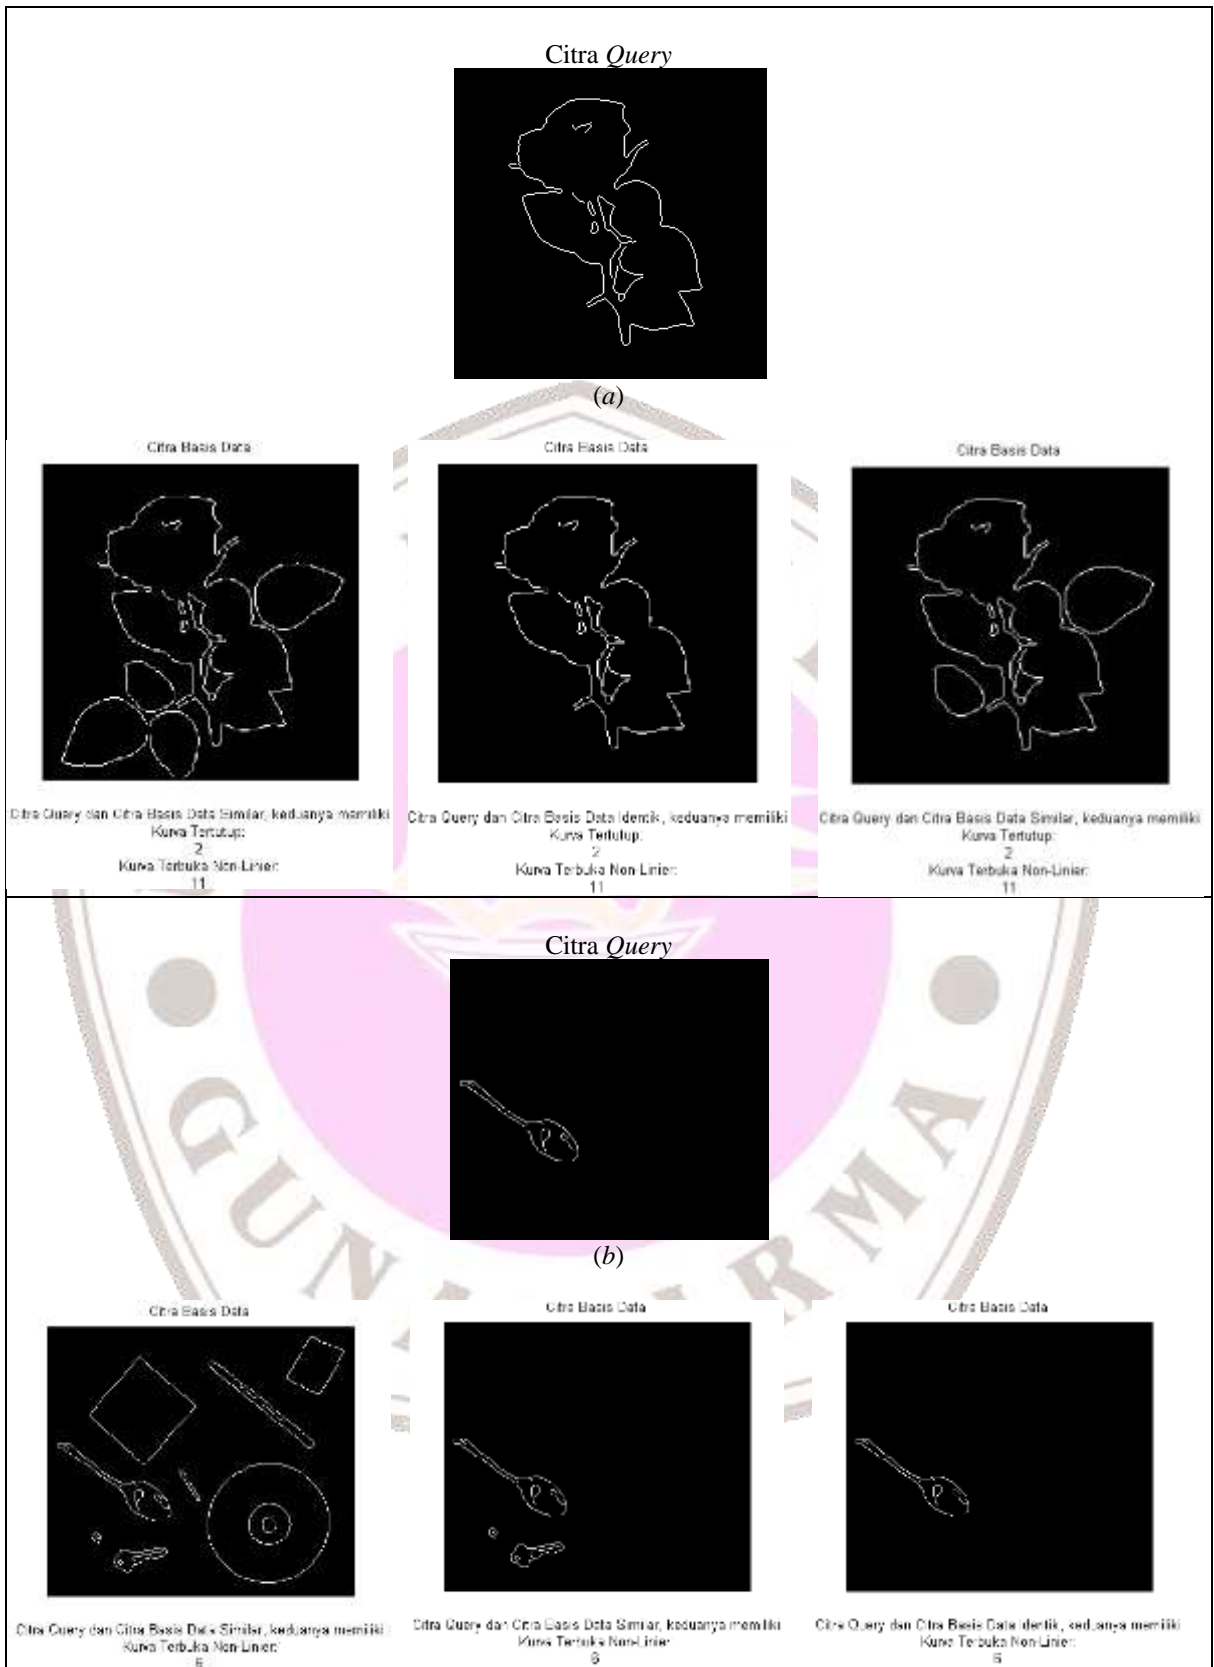 Citra Query
(a)
Citra Basis Data
Citra Query dan Citra Basis Data Similar, keduanya memiliki
Kurva Tertutup:
2
Kurva Terbuka Non-Linier:
11
Citra Basis Data
Citra Query dan Citra Basis Data Identik, keduanya memiliki
Kurva Tertutup:
2
Kurva Terbuka Non-Linier:
11
Citra Basis Data
Citra Query dan Citra Basis Data Similar, keduanya memiliki
Kurva Tertutup:
2
Kurva Terbuka Non-Linier:
11
Citra Query
(b)
Citra Basis Data
Citra Query dan Citra Basis Data Similar, keduanya memiliki
Kurva Terbuka Non-Linier:
6
Citra Basis Data
Citra Query dan Citra Basis Data Similar, keduanya memiliki
Kurva Terbuka Non-Linier:
6
Citra Basis Data
Citra Query dan Citra Basis Data Identik, keduanya memiliki
Kurva Terbuka Non-Linier:
6